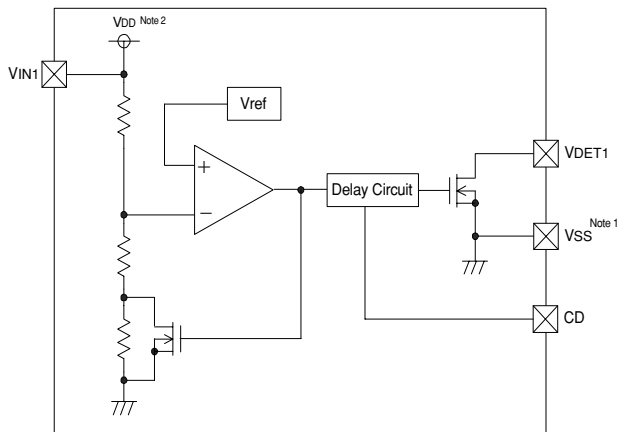 VDD Note 2
VIN1
Vref
+
−
Delay Circuit
VDET1
VSS Note 1
CD